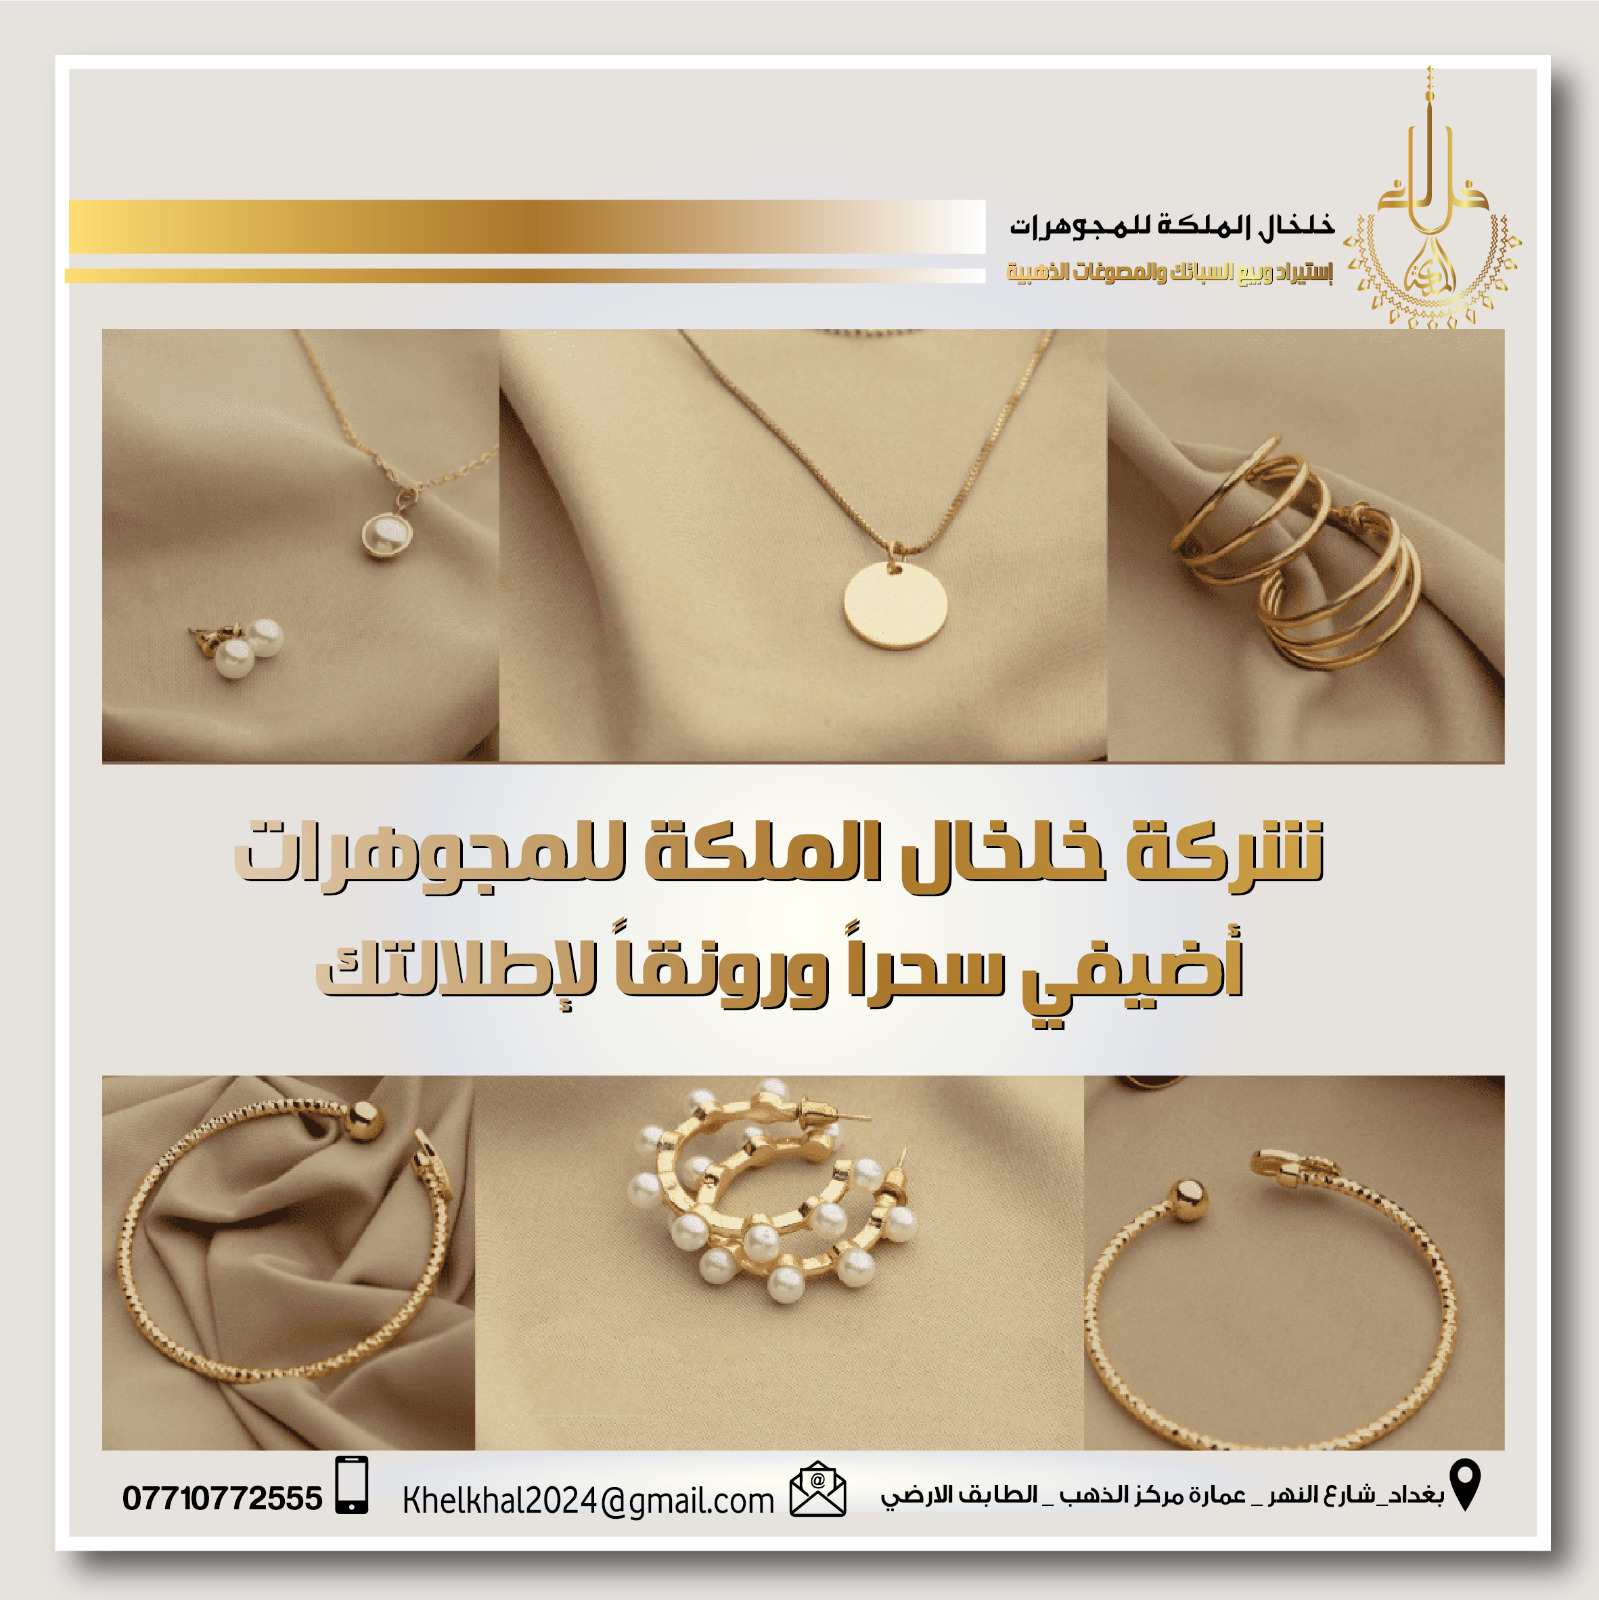 خلخال الملكة للمجوهرات
إستيراد وبيع السبائك والمصوغات الذهبية
شركة خلخال الملكة للمجوهرات
أضيفي سحراً ورونقاً لإطلالتك
بغداد_شارع النهر _ عمارة مركز الذهب _ الطابق الارضي
Khelkhal2024@gmail.com
07710772555